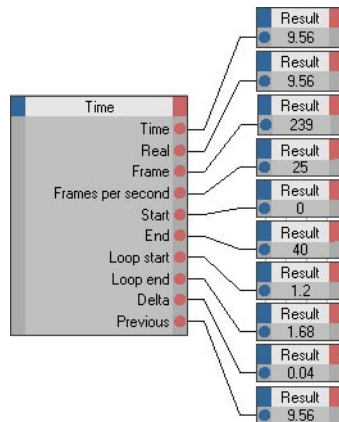 Time
Time
Real
Frame
Frames per second
Start
End
Loop start
Loop end
Delta
Previous
Result
9.56
Result
9.56
Result
239
Result
25
Result
0
Result
40
Result
1.2
Result
1.68
Result
0.04
Result
9.56